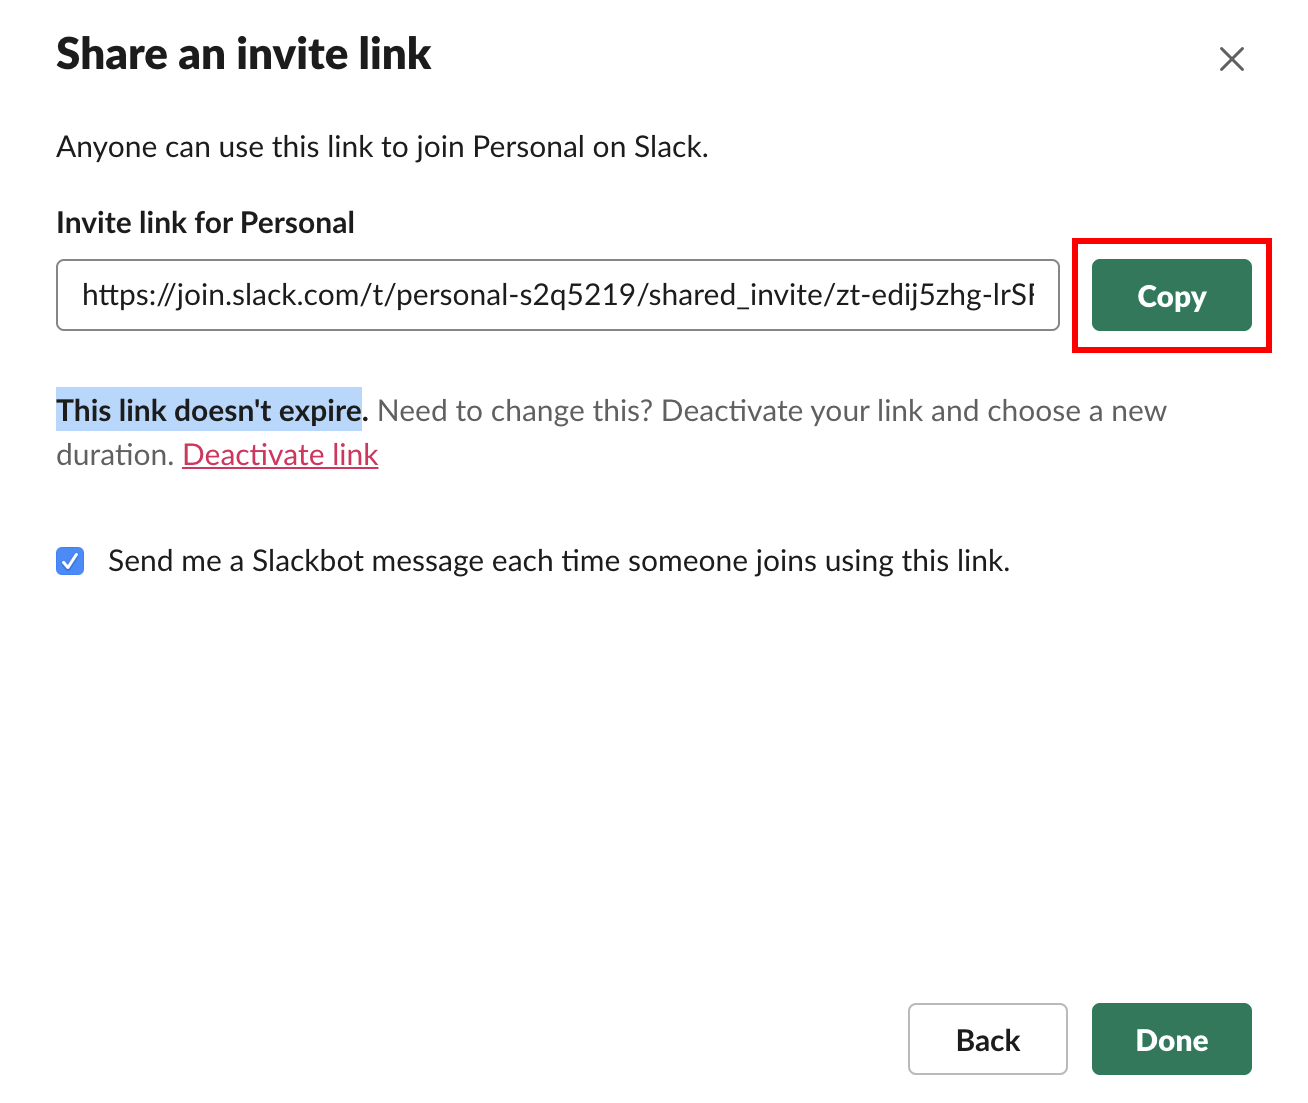 Share an invite link
Anyone can use this link to join Personal on Slack.
Invite link for Personal
https://join.slack.com/t/personal-s2q5219/shared_invite/zt-edij5zhg-lrS
Copy
This link doesn't expire. Need to change this? Deactivate your link and choose a new
duration. Deactivate link
Send me a Slackbot message each time someone joins using this link.
Back
Done